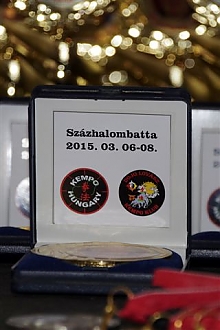 Százhalombatta
2015. 03. 06-08.
KEMPO
HUNGARY